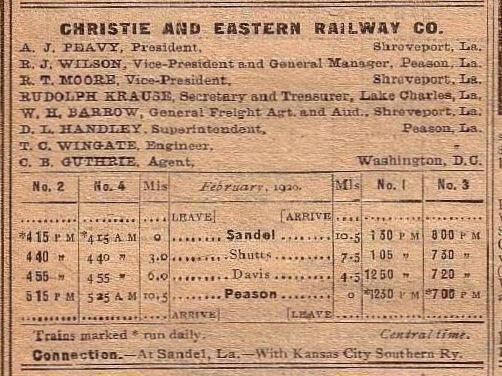 CHRISTIE AND EASTERN RAILWAY CO.
A. J. PEAVY, President, Shreveport, La.
R. J. WILSON, Vice-President and General Manager, Peason, La.
R. T. MOORE, Vice-President, Shreveport, La.
RUDOLPH KRAUSE, Secretary and Treasurer, Lake Charles, La.
W. H. BARROW, General Freight Agt. and Aud., Shreveport, La.
D. L. HANDLEY, Superintendent, Peason, La.
T. C. WINGATE, Engineer, "
C. B. GUTHRIE, Agent, Washington, D.C.
No. 2 No. 4 Mls February, 1920. Mls No. 1 No. 3
LEAVE] [ARRIVE
*4 15 P M *4 15 A M 0 ........Sandel........ 10.5 1 30 P M 8 00 P M
4 40 " 4 40 " 3.0 ........Shutts........ 7.5 1 05 " 7 30 "
4 55 " 4 55 " 6.0 ........Davis........ 4.5 12 50 " 7 20 "
5 15 P M 5 25 A M 10.5 ........Peason........ 0 *12 30 P M *7 00 P M
ARRIVE] [LEAVE
Trains marked * run daily. Central time.
Connection.—At Sandel, La.—With Kansas City Southern Ry.